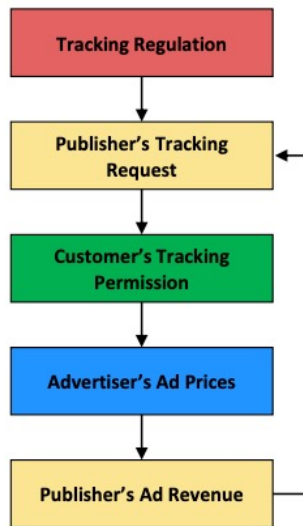 Tracking Regulation
Publisher's Tracking
Request
Customer's Tracking
Permission
Advertiser's Ad Prices
Publisher's Ad Revenue